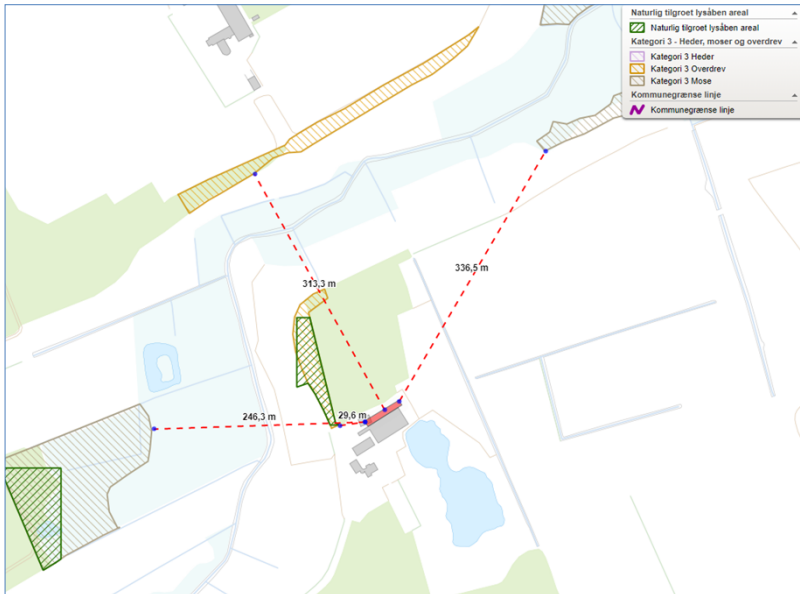 Naturlig tilgroet lysåben areal
Naturlig tilgroet lysåben areal
Kategori 3 - Heder, moser og overdrev
Kategori 3 Heder
Kategori 3 Overdrev
Kategori 3 Mose
Kommunegrænse linje
Kommunegrænse linje
336,5 m
313,3 m
246,3 m
29,6 m